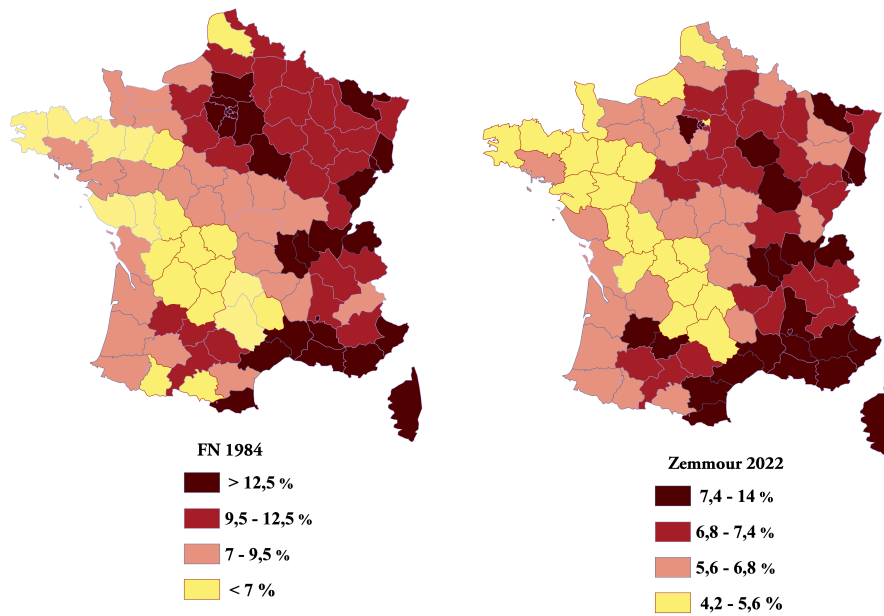 FN 1984
> 12,5 %
9,5 - 12,5 %
7 - 9,5 %
< 7 %
Zemmour 2022
7,4 - 14 %
6,8 - 7,4 %
5,6 - 6,8 %
4,2 - 5,6 %